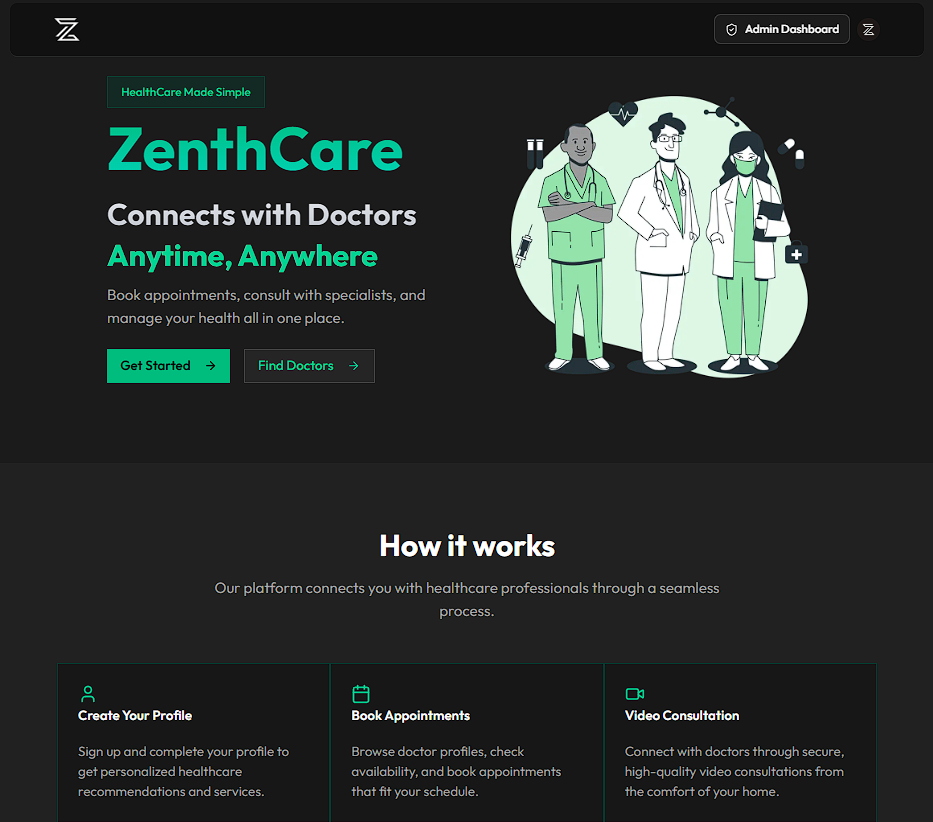 Admin Dashboard
HealthCare Made Simple
ZenthCare
Connects with Doctors
Anytime, Anywhere
Book appointments, consult with specialists, and
manage your health all in one place.
Get Started →
Find Doctors →
How it works
Our platform connects you with healthcare professionals through a seamless
process.
Create Your Profile
Sign up and complete your profile to
get personalized healthcare
recommendations and services.
Book Appointments
Browse doctor profiles, check
availability, and book appointments
that fit your schedule.
Video Consultation
Connect with doctors through secure,
high-quality video consultations from
the comfort of your home.